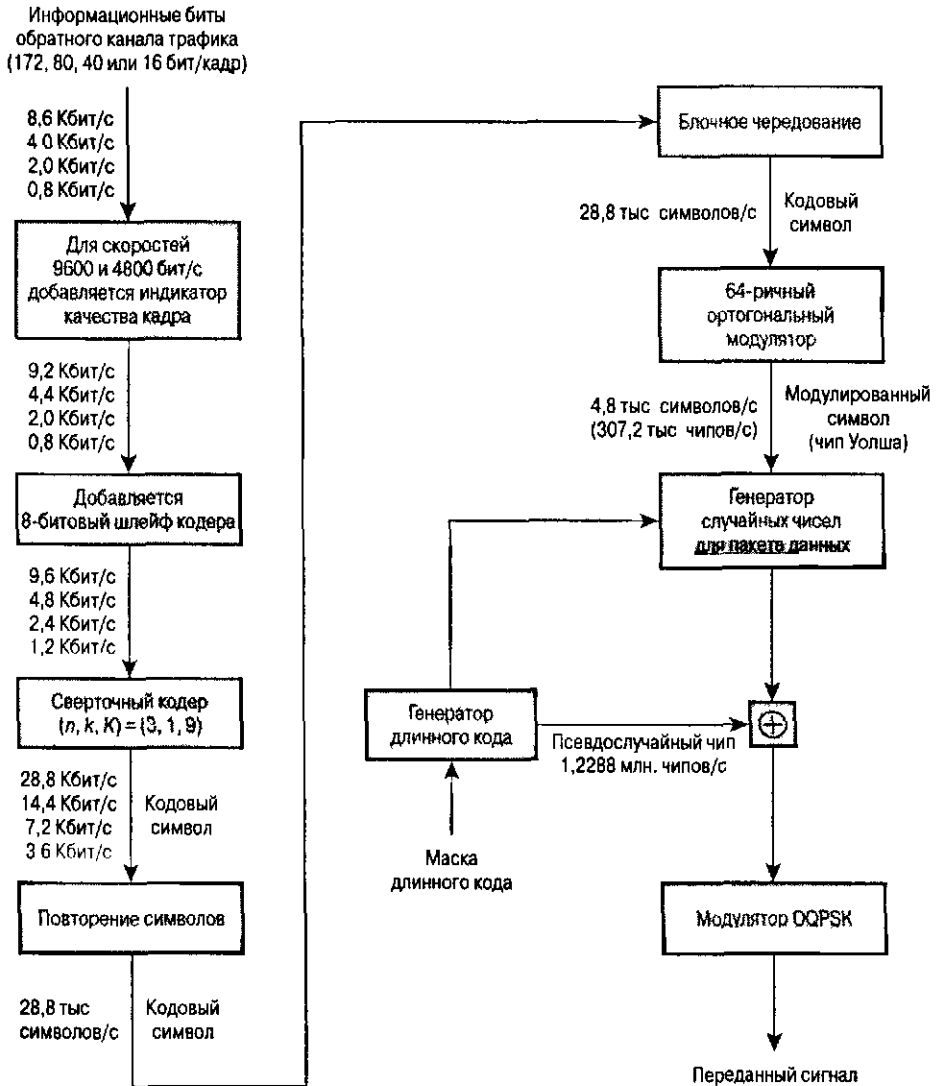 Информационные биты
обратного канала трафика
(172, 80, 40 или 16 бит/кадр)
8,6 Кбит/с
4 0 Кбит/с
2,0 Кбит/с
0,8 Кбит/с
Для скоростей
9600 и 4800 бит/с
добавляется индикатор
качества кадра
9,2 Кбит/с
4,4 Кбит/с
2,0 Кбит/с
0,8 Кбит/с
Добавляется
8-битовый шлейф кодера
9,6 Кбит/с
4,8 Кбит/с
2,4 Кбит/с
1,2 Кбит/с
Сверточный кодер
(n, k, K) = (3, 1, 9)
28,8 Кбит/с
14,4 Кбит/с
7,2 Кбит/с
3 6 Кбит/с
Кодовый
символ
Повторение символов
28,8 тыс
символов/с
Кодовый
символ
Блочное чередование
28,8 тыс символов/с
Кодовый
символ
64-ричный
ортогональный
модулятор
4,8 тыс символов/с
(307,2 тыс чипов/с)
Модулированный
символ
(чип Уолша)
Генератор
случайных чисел
для пакета данных
Генератор
длинного кода
Псевдослучайный чип
1,2288 млн. чипов/с
Маска
длинного кода
Модулятор OQPSK
Переданный сигнал